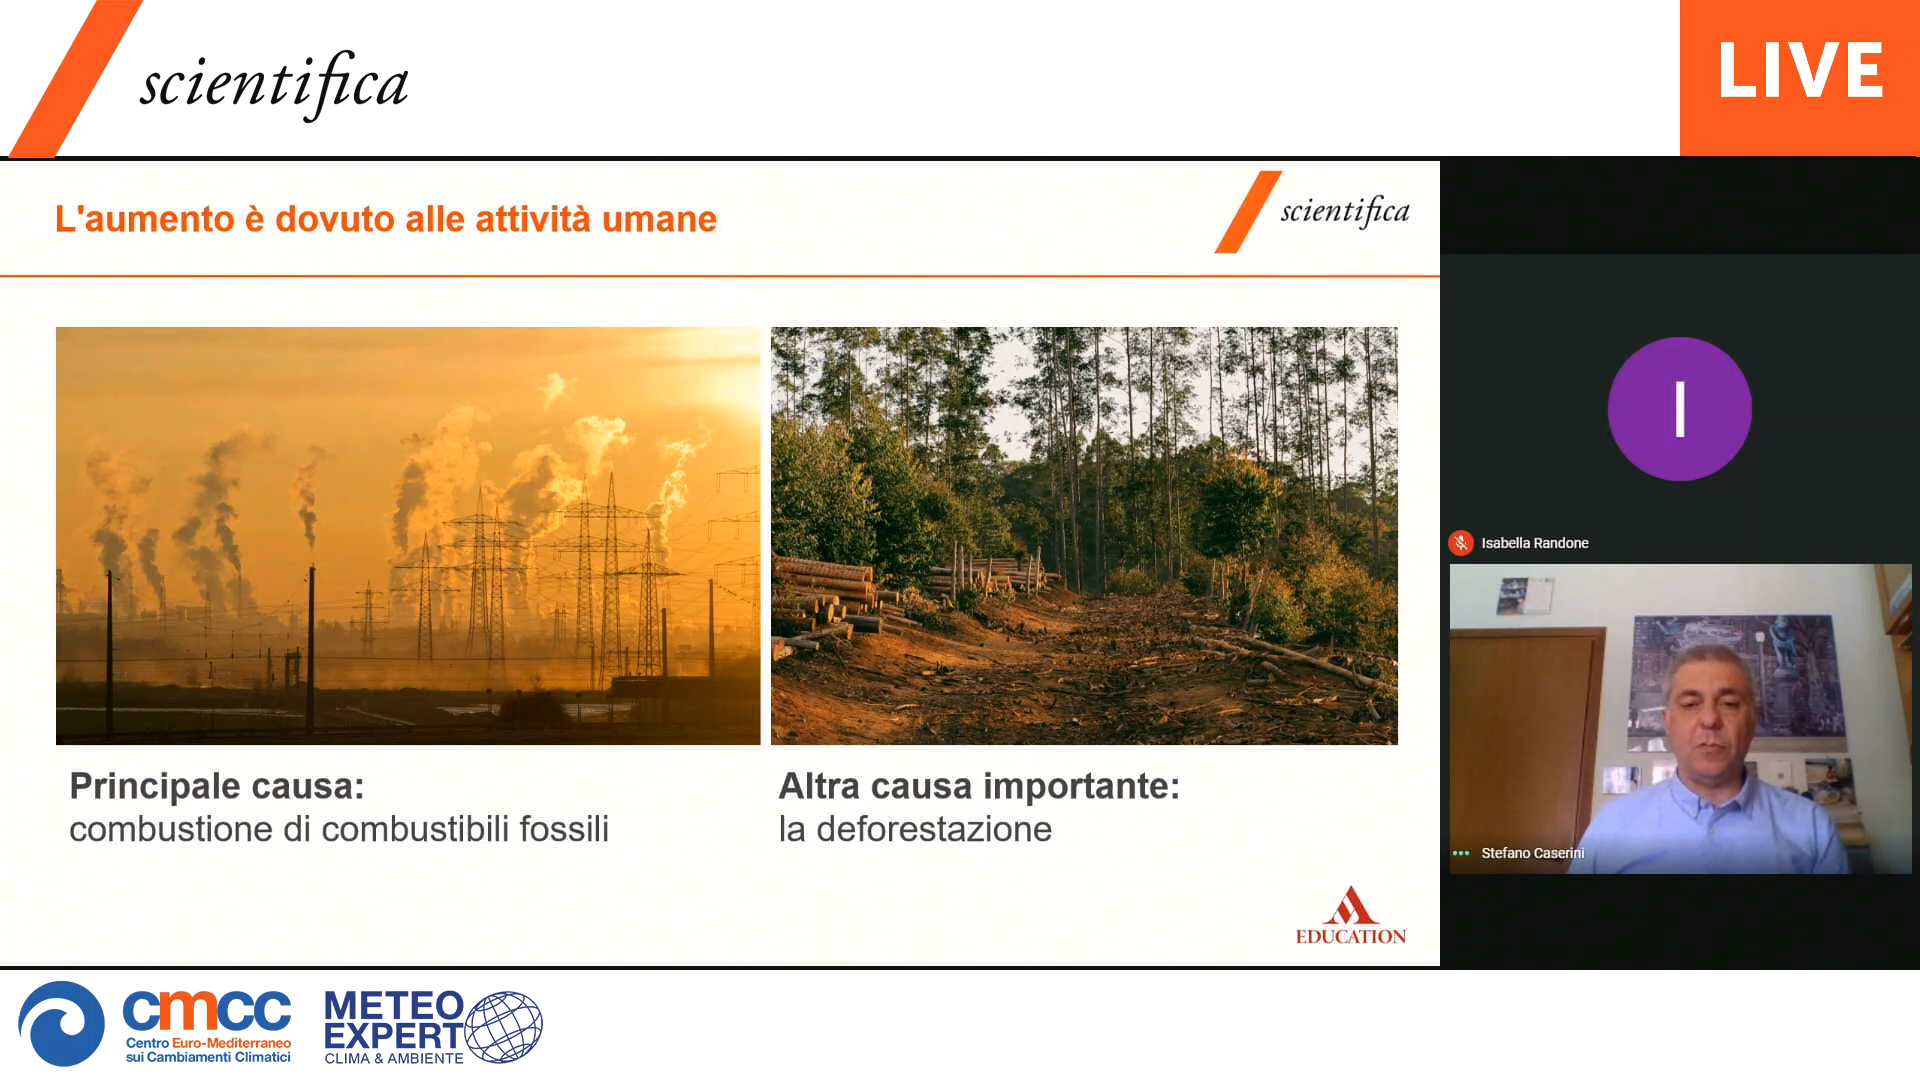 scientifica
LIVE
L'aumento è dovuto alle attività umane
scientifica
Principale causa:
combustione di combustibili fossili
Altra causa importante:
la deforestazione
EDUCATION
I
Isabella Randone
Stefano Caserini
cmcc
Centro Euro-Mediterraneo
sui Cambiamenti Climatici
METEO
EXPERT
CLIMA & AMBIENTE